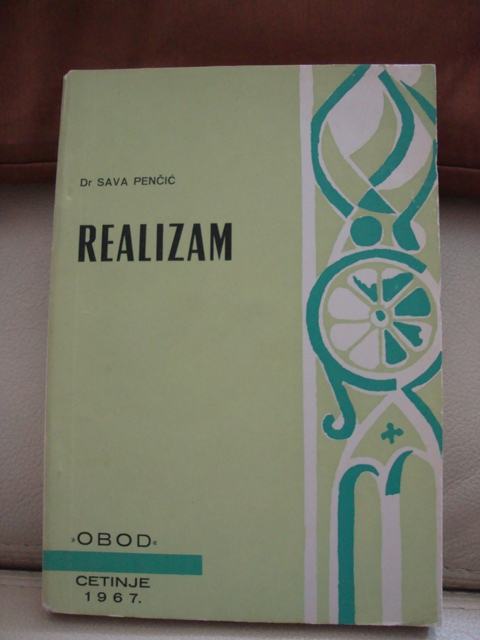 Dr SAVA PENČIĆ
REALIZAM
»OBOD«
CETINJE
1967.